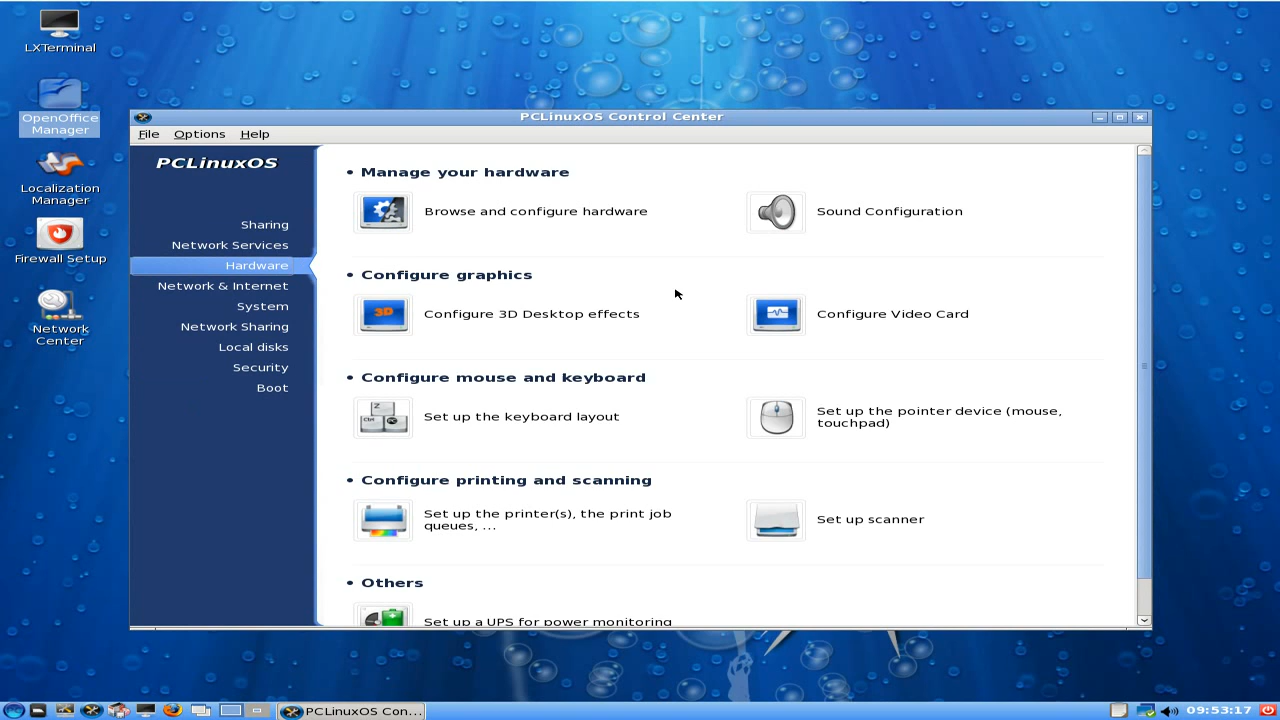 LXTerminal
OpenOffice
Manager
Localization
Manager
Firewall Setup
Network
Center
PCLinuxOS Control Center
File Options Help
PCLinuxOS
Sharing
Network Services
Hardware
Network & Internet
System
Network Sharing
Local disks
Security
Boot
• Manage your hardware
Browse and configure hardware
Sound Configuration
• Configure graphics
3D
Configure 3D Desktop effects
Configure Video Card
• Configure mouse and keyboard
Z
Ctrl
Set up the keyboard layout
Set up the pointer device (mouse,
touchpad)
• Configure printing and scanning
Set up the printer(s), the print job
queues, ...
Set up scanner
• Others
Set up a UPS for power monitoring
PCLinuxOS Con...
09:53:17